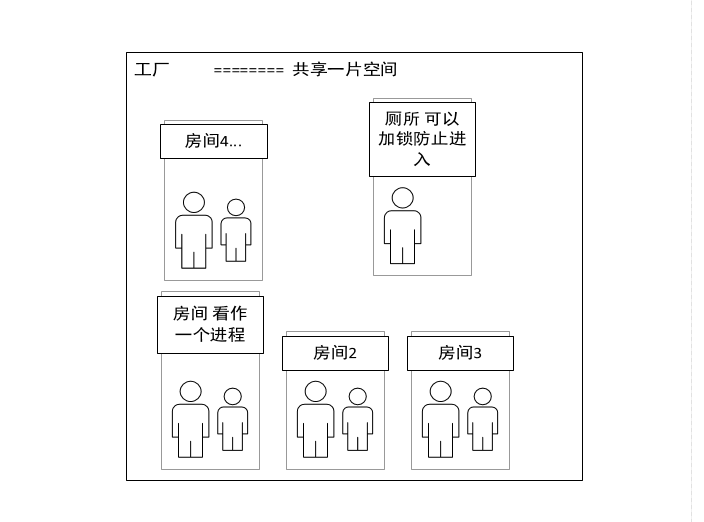 工厂 ======== 共享一片空间
房间4...
厕所 可以
加锁防止进
入
房间 看作
一个进程
房间2
房间3